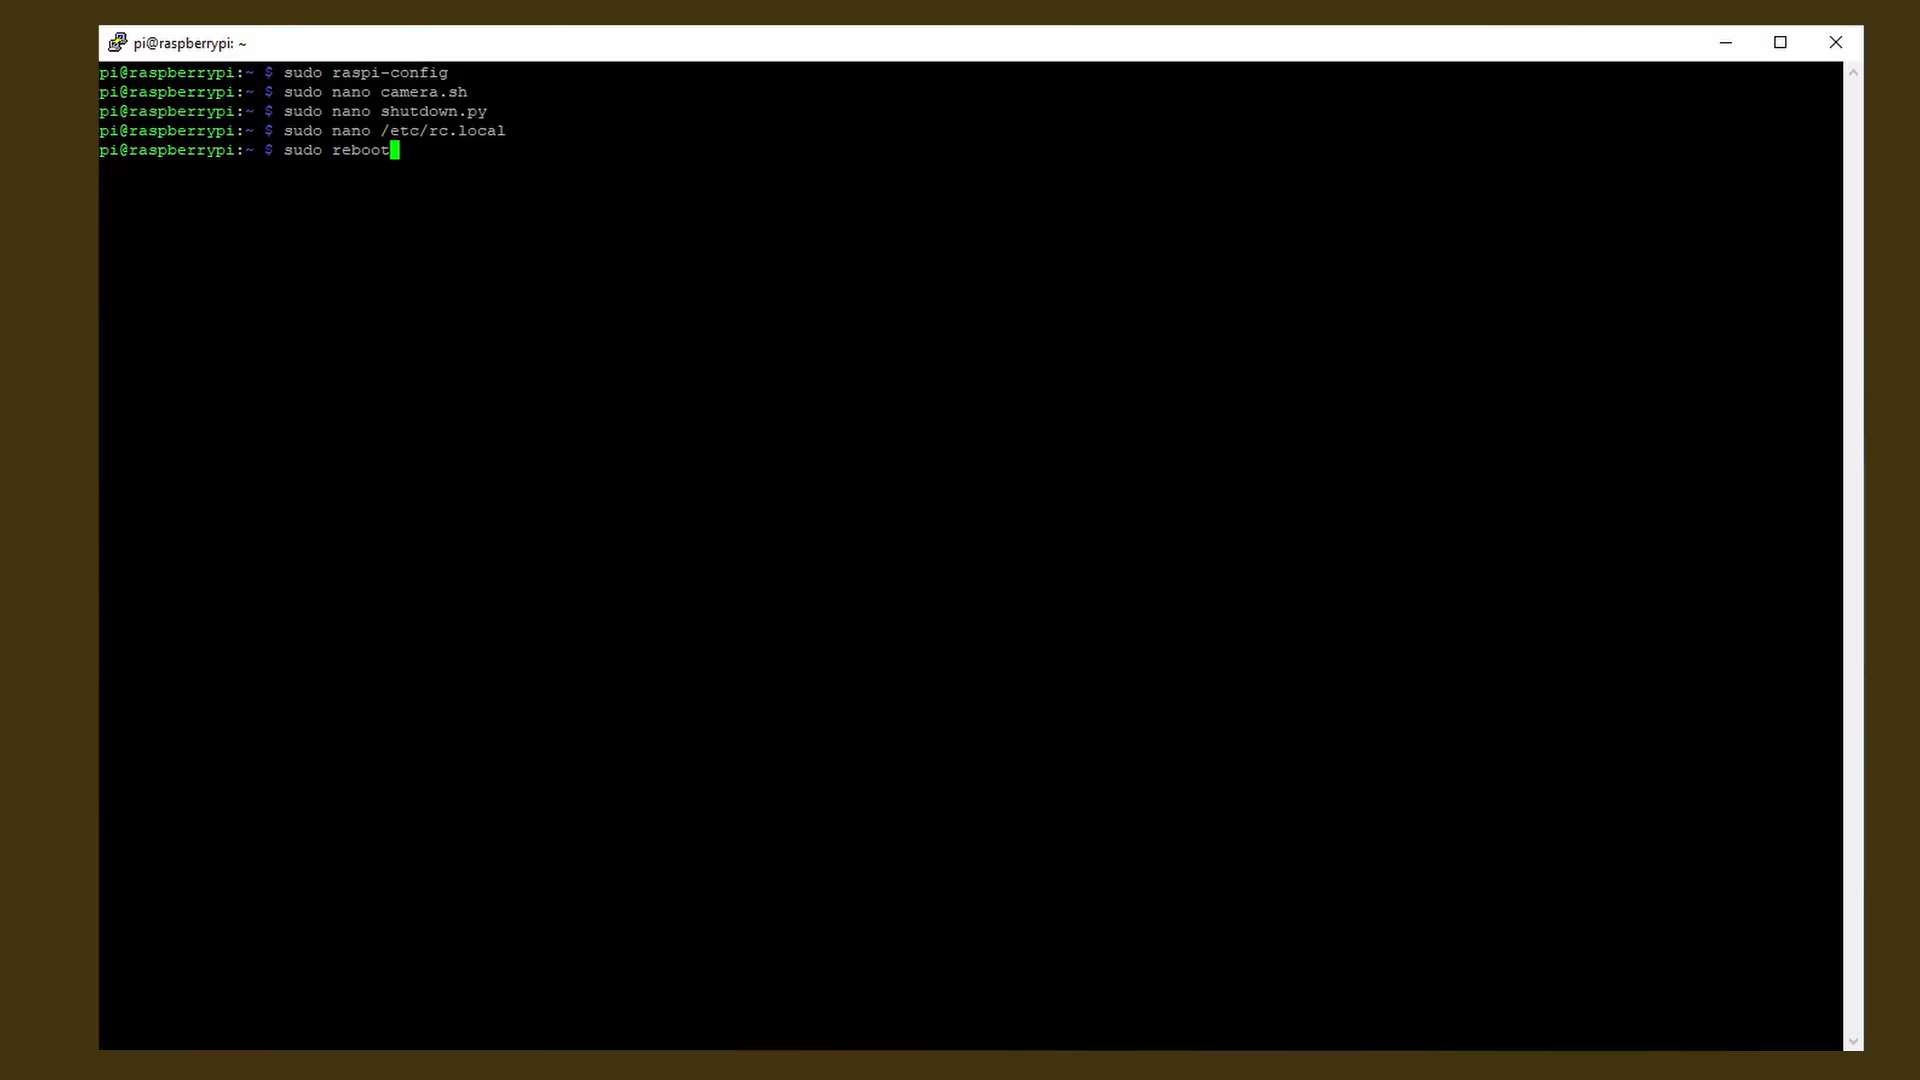 pi@raspberrypi: ~
pi@raspberrypi:~ $ sudo raspi-config
pi@raspberrypi:~ $ sudo nano camera.sh
pi@raspberrypi:~ $ sudo nano shutdown.py
pi@raspberrypi:~ $ sudo nano /etc/rc.local
pi@raspberrypi:~ $ sudo reboot